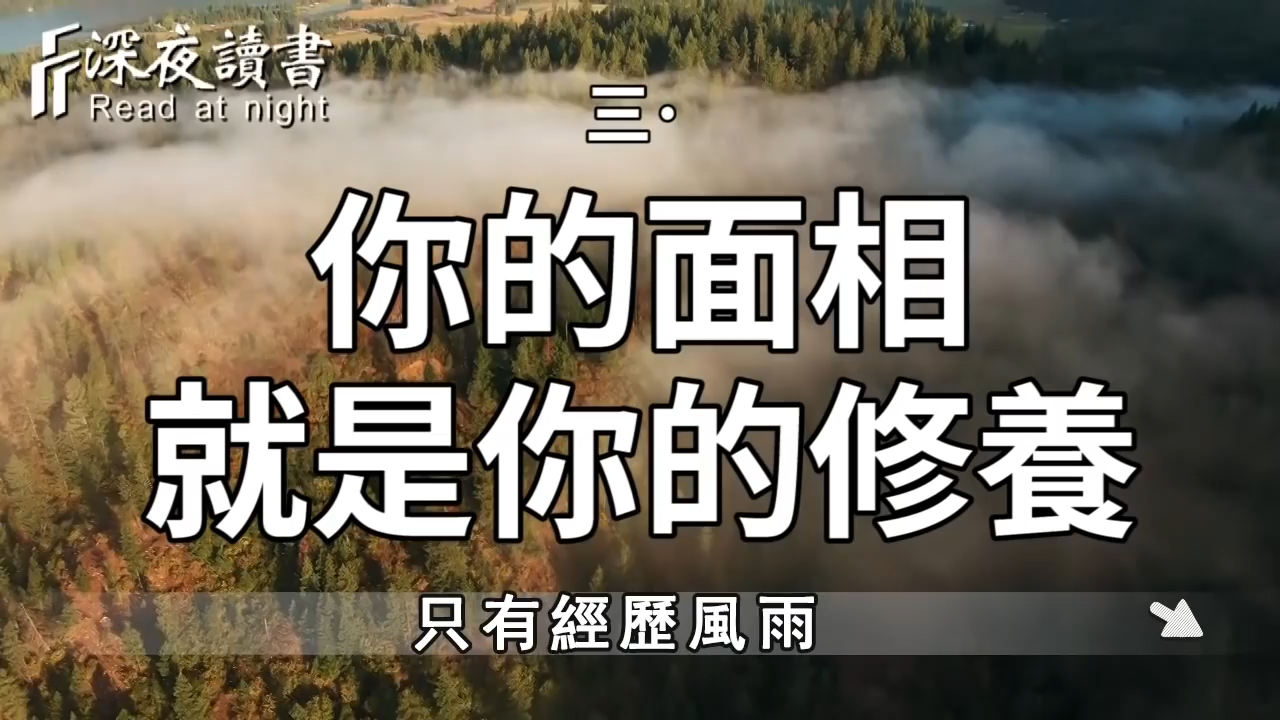 深夜讀書
Read at night
三·
你的面相
就是你的修養
只有經歷風雨